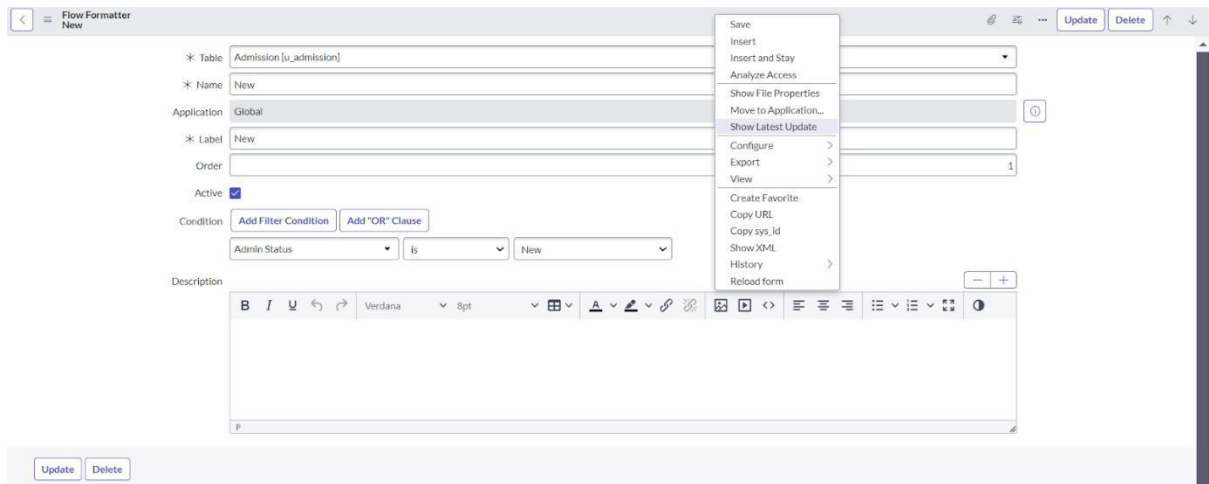 Flow Formatter
New
Update Delete
Save
Insert
Insert and Stay
Analyze Access
Show File Properties
Move to Application...
Show Latest Update
Configure
Export
View
Create Favorite
Copy URL
Copy sys_id
Show XML
History
Reload form
Table Admission [u_admission]
Name New
Application Global
Label New
Order 1
Active
Condition Add Filter Condition Add "OR" Clause
Admin Status is New
Description
B I U Verdana 8pt A
P
Update Delete